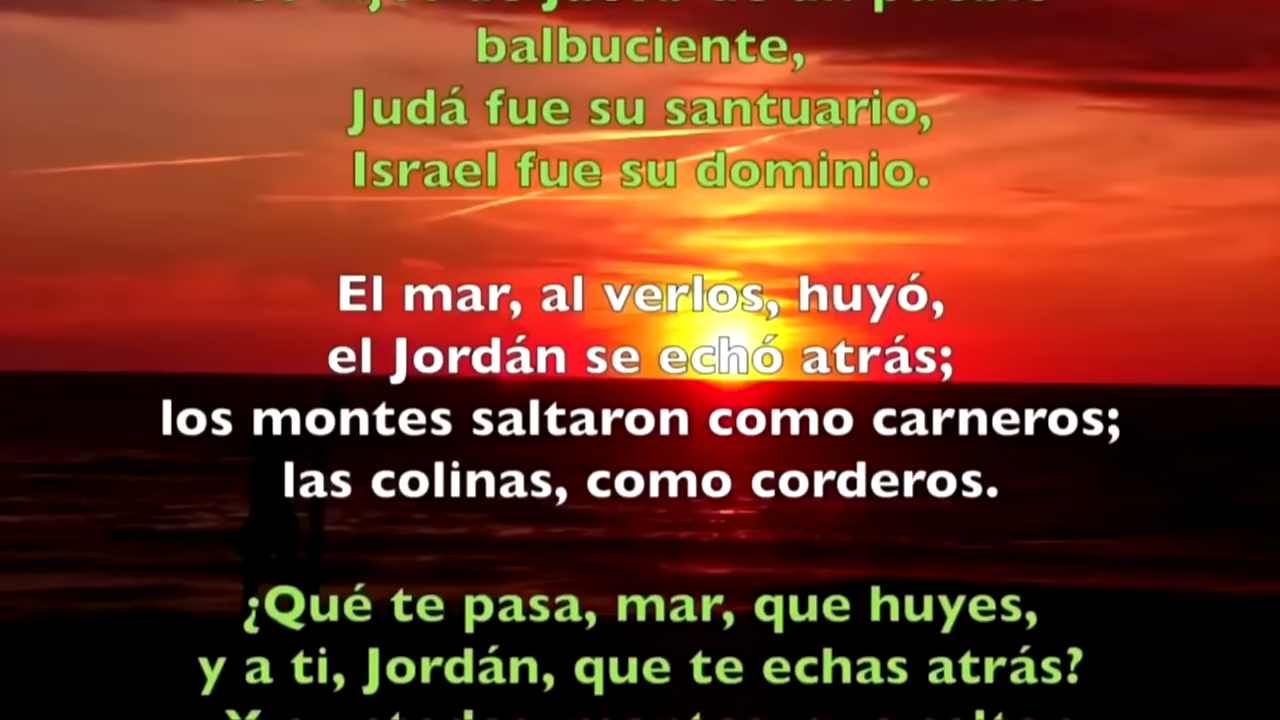 balbuciente,
Judá fue su santuario,
Israel fue su dominio.
El mar, al verlos, huyó,
el Jordán se echó atrás;
los montes saltaron como carneros;
las colinas, como corderos.
¿Qué te pasa, mar, que huyes,
y a ti, Jordán, que te echas atrás?